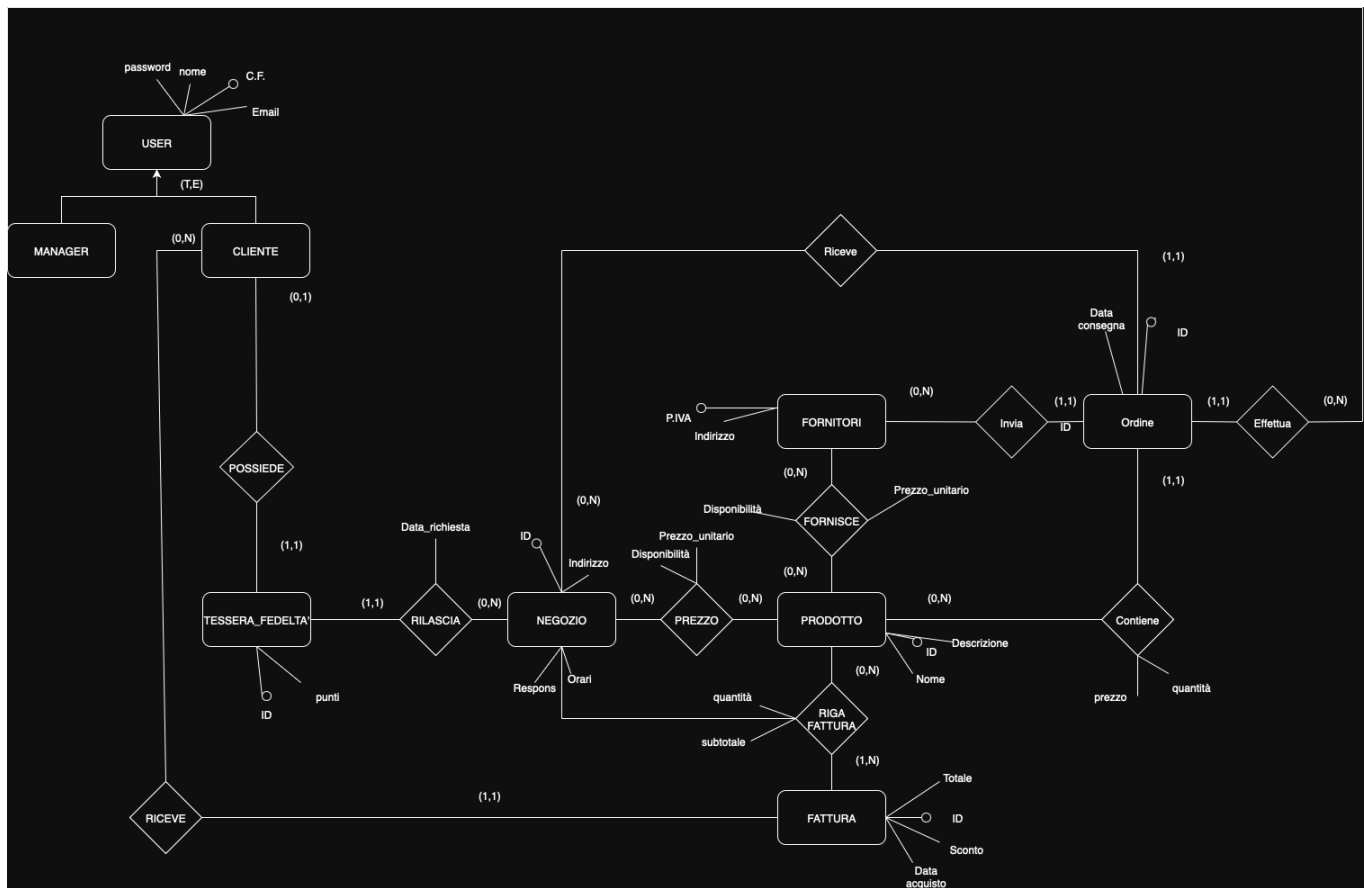 password
nome
C.F.
Email
USER
(T,E)
MANAGER
(0,N)
CLIENTE
(0,1)
Riceve
(1,1)
Data
consegna
ID
P.IVA
Indirizzo
FORNITORI
(0,N)
Invia
(1,1)
ID
Ordine
(1,1)
Effettua
(0,N)
POSSIEDE
(0,N)
(1,1)
Disponibilità
FORNISCE
Prezzo_unitario
(0,N)
Data_richiesta
(1,1)
ID
Indirizzo
Prezzo_unitario
Disponibilità
(0,N)
TESSERA_FEDELTA'
(1,1)
RILASCIA
(0,N)
NEGOZIO
(0,N)
PREZZO
(0,N)
PRODOTTO
(0,N)
Contiene
ID
Descrizione
Nome
Respons
Orari
(0,N)
punti
ID
quantità
prezzo
quantità
subtotale
RIGA
FATTURA
(1,N)
RICEVE
(1,1)
FATTURA
Totale
ID
Sconto
Data
acquisto